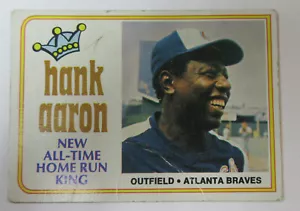 hank
aaron
NEW
ALL-TIME
HOME RUN
KING
OUTFIELD • ATLANTA BRAVES